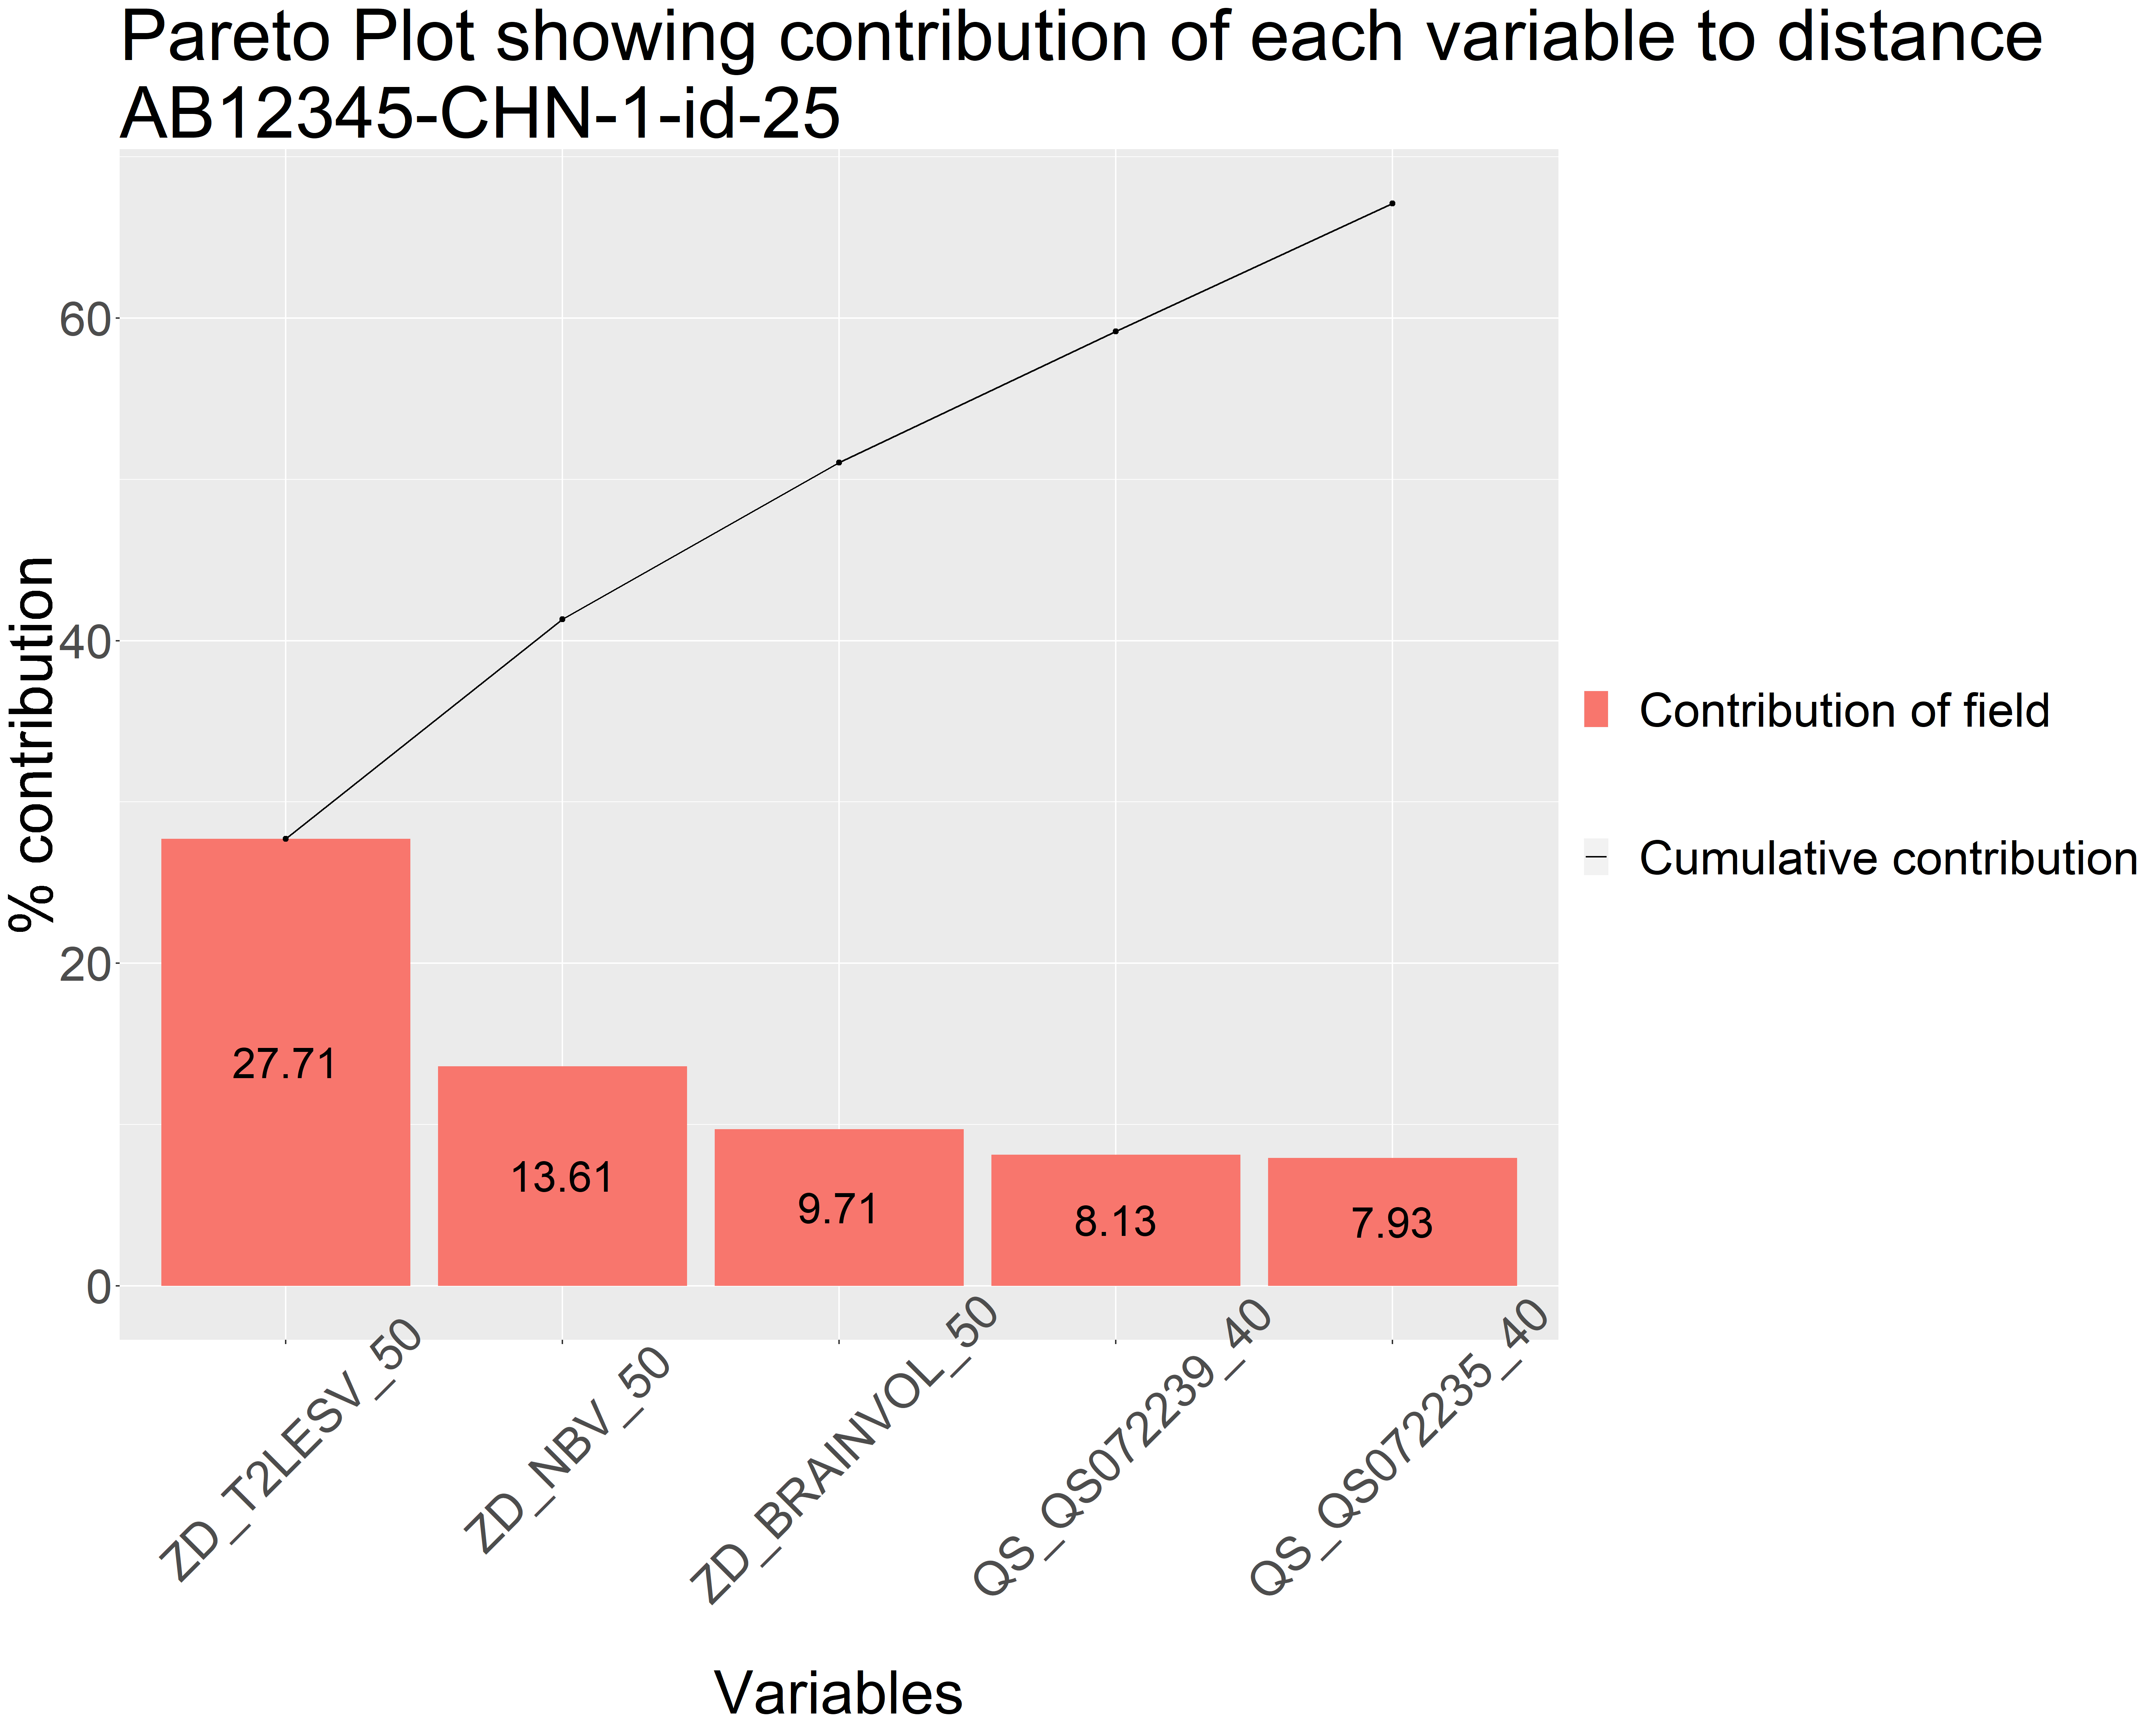 Pareto Plot showing contribution of each variable to distance
AB12345-CHN-1-id-25
% contribution
60
40
20
0
27.71
13.61
9.71
8.13
7.93
ZD_T2LESV_50
ZD_NBV_50
ZD_BRAINVOL_50
QS_QS072239_40
QS_QS072235_40
Variables
Contribution of field
Cumulative contribution